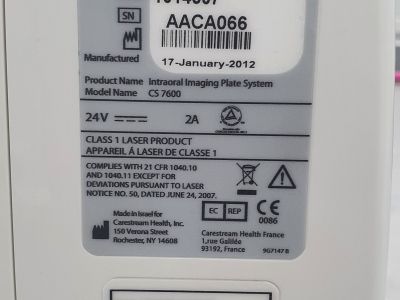 SN
AACA066
Manufactured
17-January-2012
Product Name Intraoral Imaging Plate System
Model Name CS 7600
24V 2A
CLASS 1 LASER PRODUCT
APPAREIL À LASER DE CLASSE 1
COMPLIES WITH 21 CFR 1040.10
AND 1040.11 EXCEPT FOR
DEVIATIONS PURSUANT TO LASER
NOTICE NO. 50, DATED JUNE 24, 2007.
EC REP
CE
0086
Made in Israel for
Carestream Health, Inc.
150 Verona Street
Rochester, NY 14608
Carestream Health France
1,rue Galilée
93192, France
9G7147 B